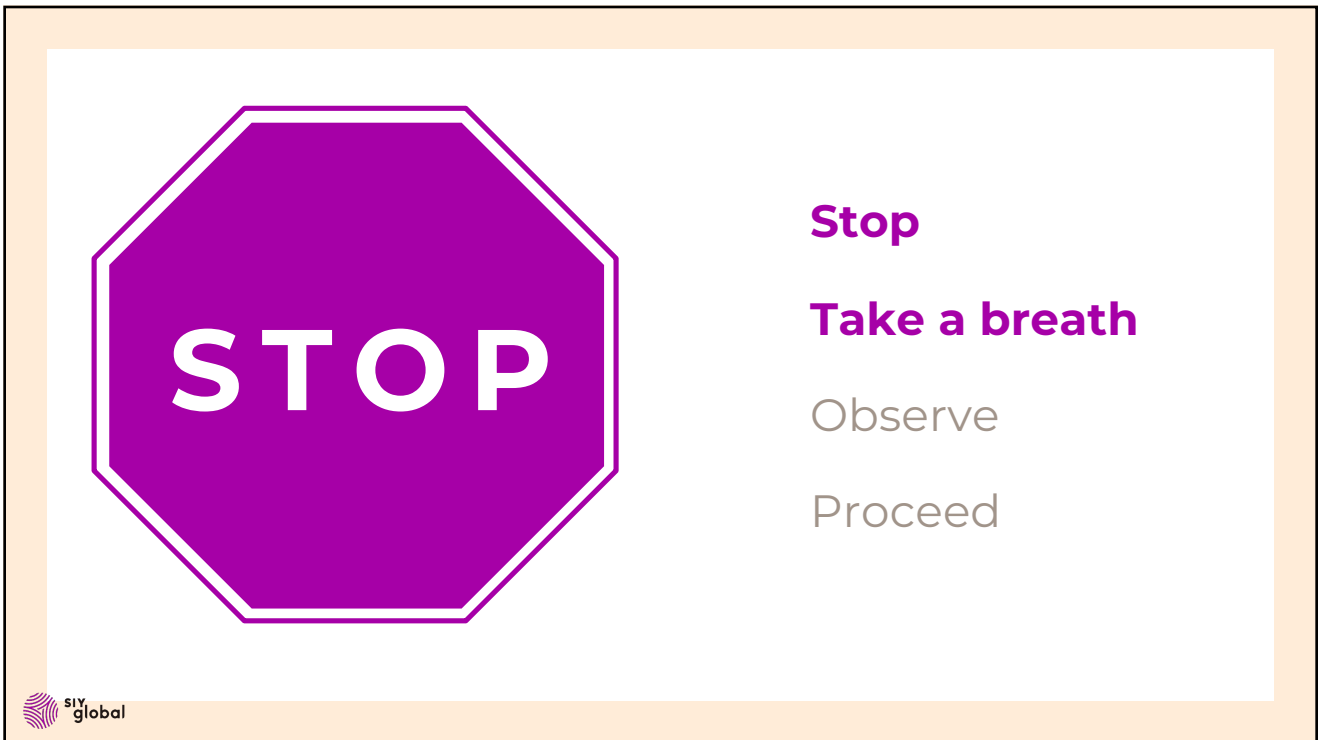 STOP
Stop
Take a breath
Observe
Proceed
SIY
global